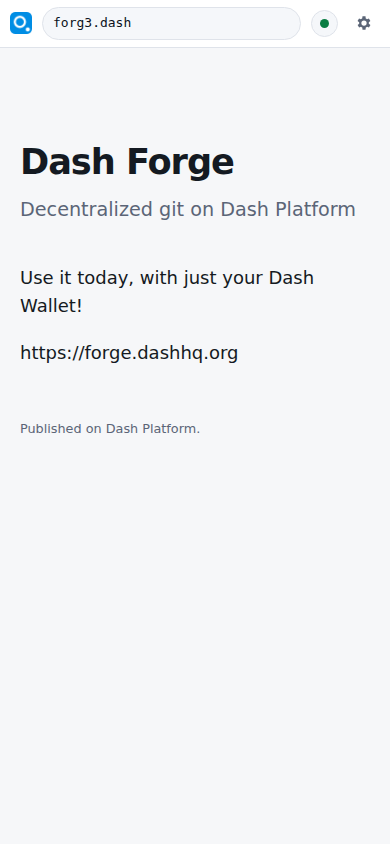 forg3.dash
Dash Forge
Decentralized git on Dash Platform
Use it today, with just your Dash
Wallet!
https://forge.dashhq.org
Published on Dash Platform.